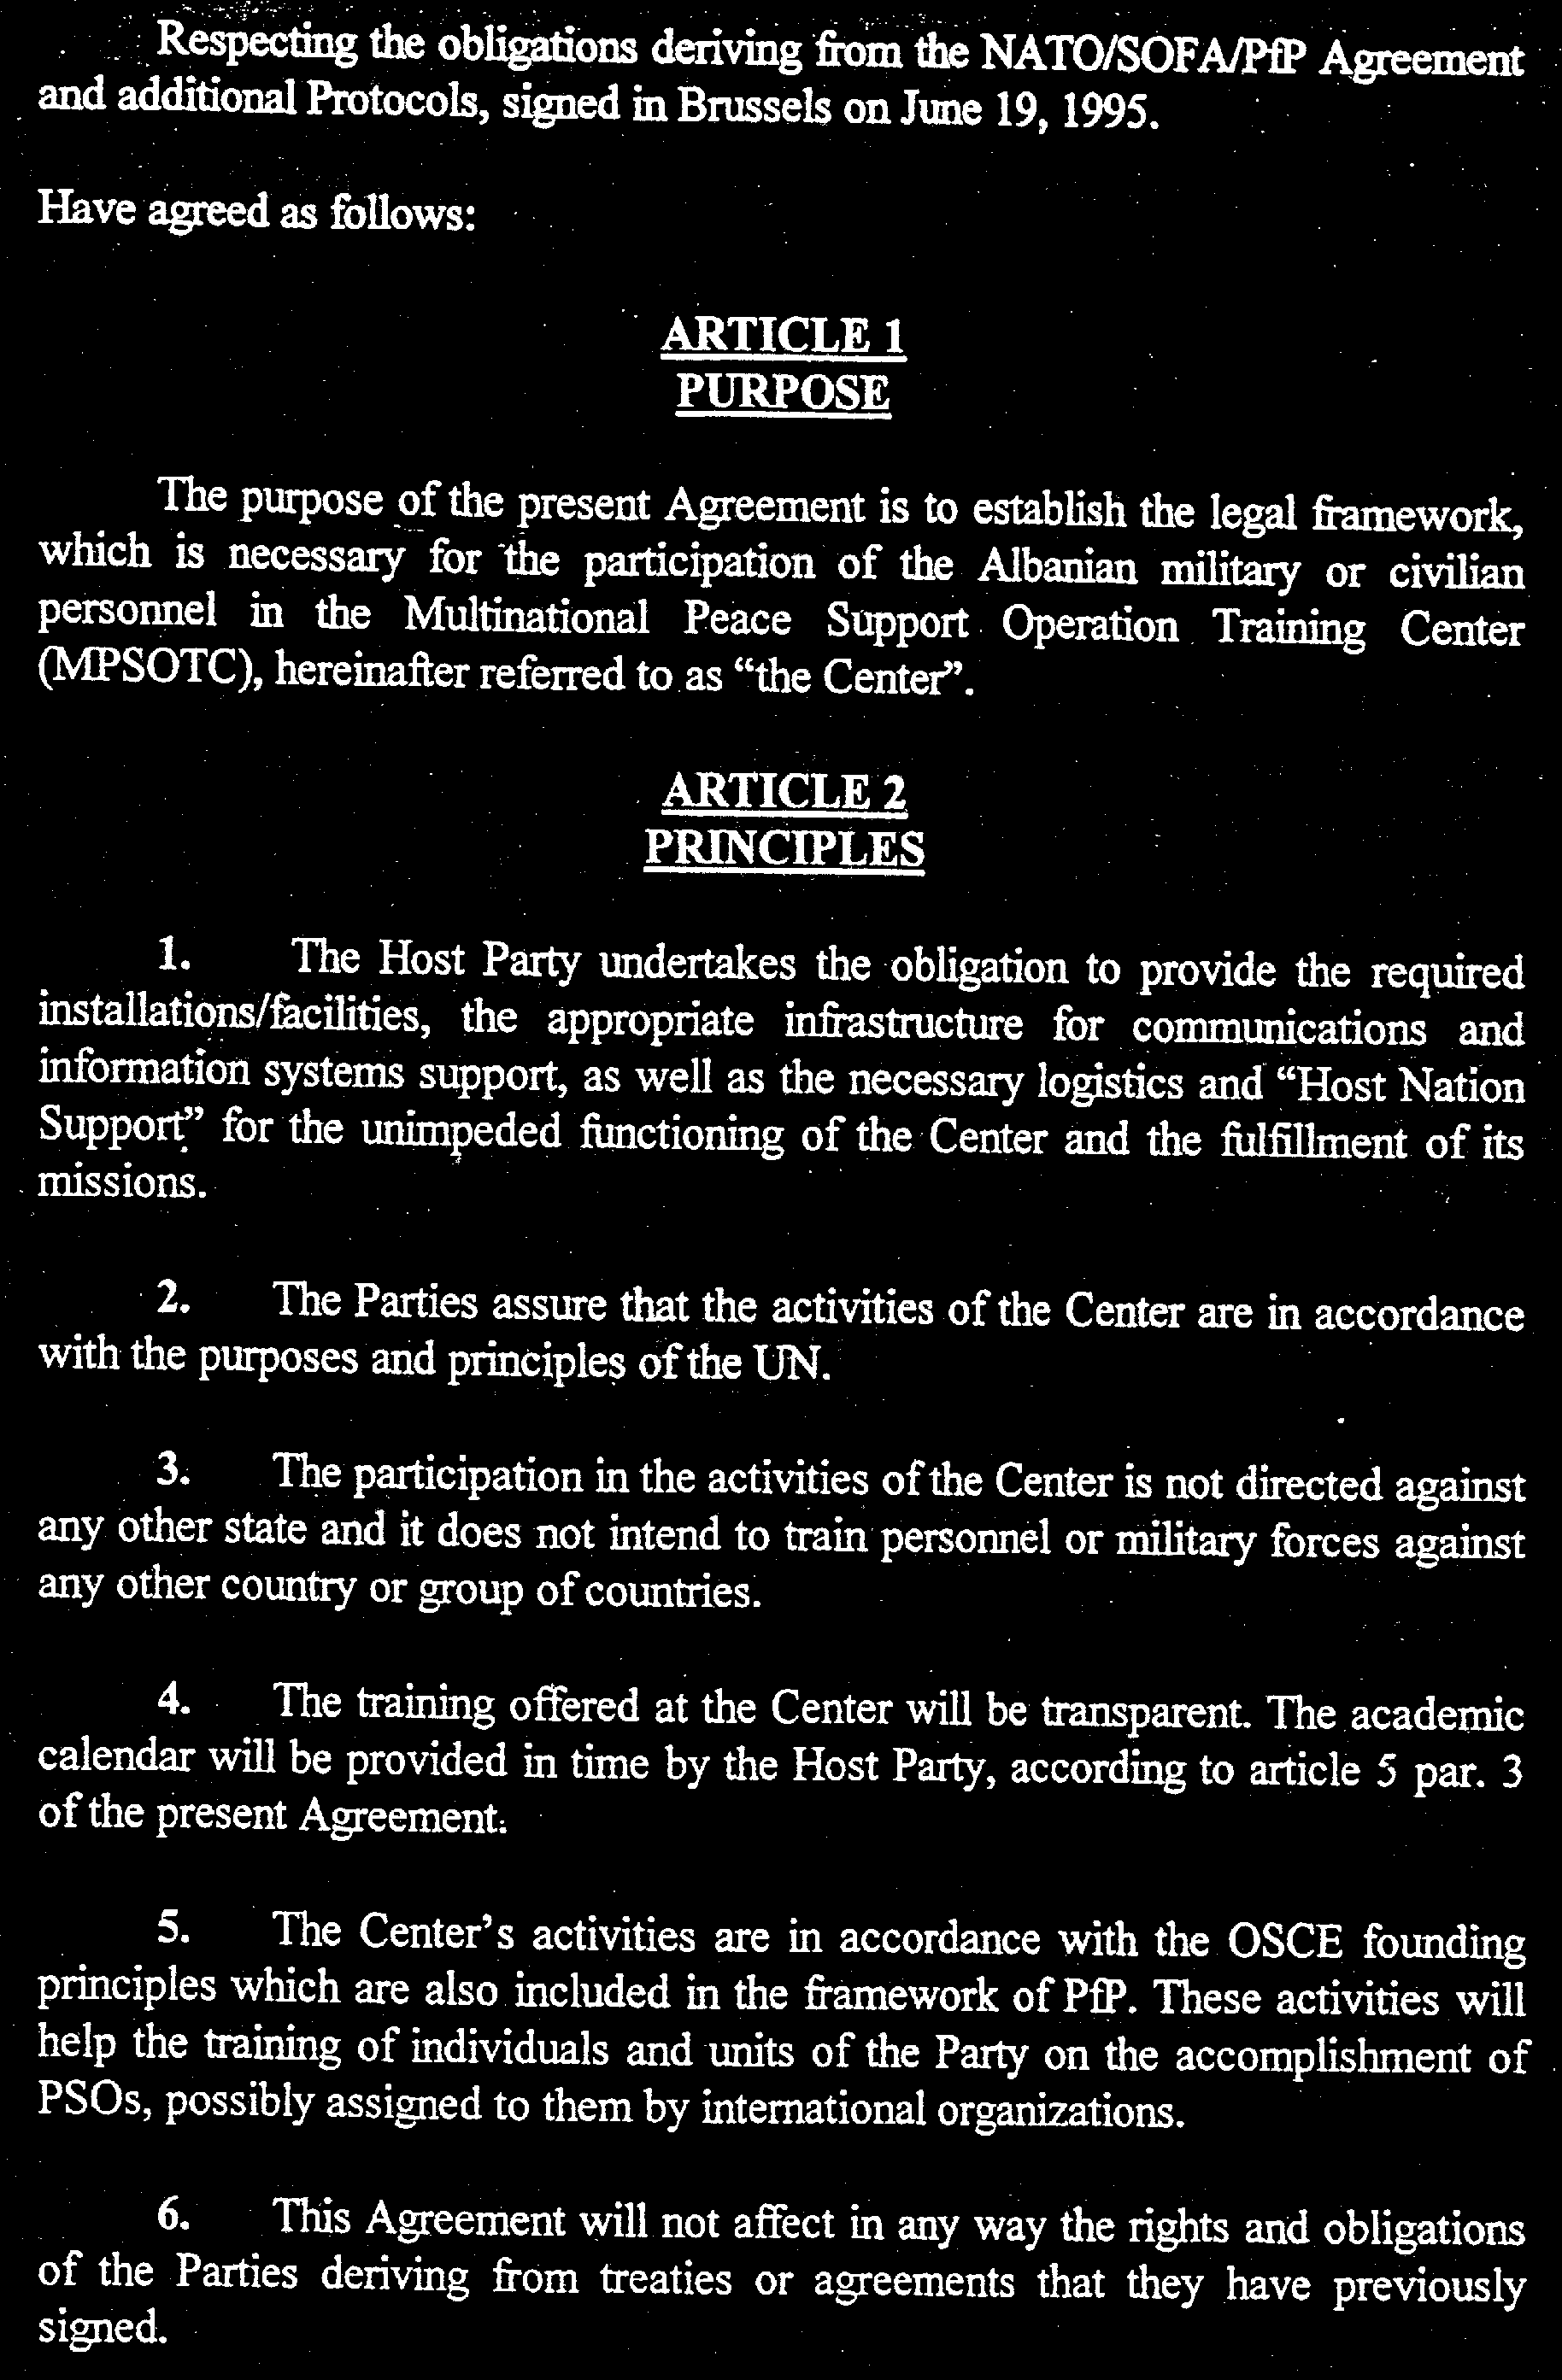 Respecting the obligations deriving from the NATO/SOFA/PfP Agreement
and additional Protocols, signed in Brussels on June 19, 1995.
Have agreed as follows:
ARTICLE 1
PURPOSE
The purpose of the present Agreement is to establish the legal framework,
which is necessary for the participation of the Albanian military or civilian
personnel in the Multinational Peace Support Operation Training Center
(MPSOTC), hereinafter referred to as “the Center”.
ARTICLE 2
PRINCIPLES
1. The Host Party undertakes the obligation to provide the required
installations/facilities, the appropriate infrastructure for communications and
information systems support, as well as the necessary logistics and “Host Nation
Support” for the unimpeded functioning of the Center and the fulfillment of its
missions.
2. The Parties assure that the activities of the Center are in accordance
with the purposes and principles of the UN.
3. The participation in the activities of the Center is not directed against
any other state and it does not intend to train personnel or military forces against
any other country or group of countries.
4. The training offered at the Center will be transparent. The academic
calendar will be provided in time by the Host Party, according to article 5 par. 3
of the present Agreement.
5. The Center’s activities are in accordance with the OSCE founding
principles which are also included in the framework of PfP. These activities will
help the training of individuals and units of the Party on the accomplishment of
PSOs, possibly assigned to them by international organizations.
6. This Agreement will not affect in any way the rights and obligations
of the Parties deriving from treaties or agreements that they have previously
signed.